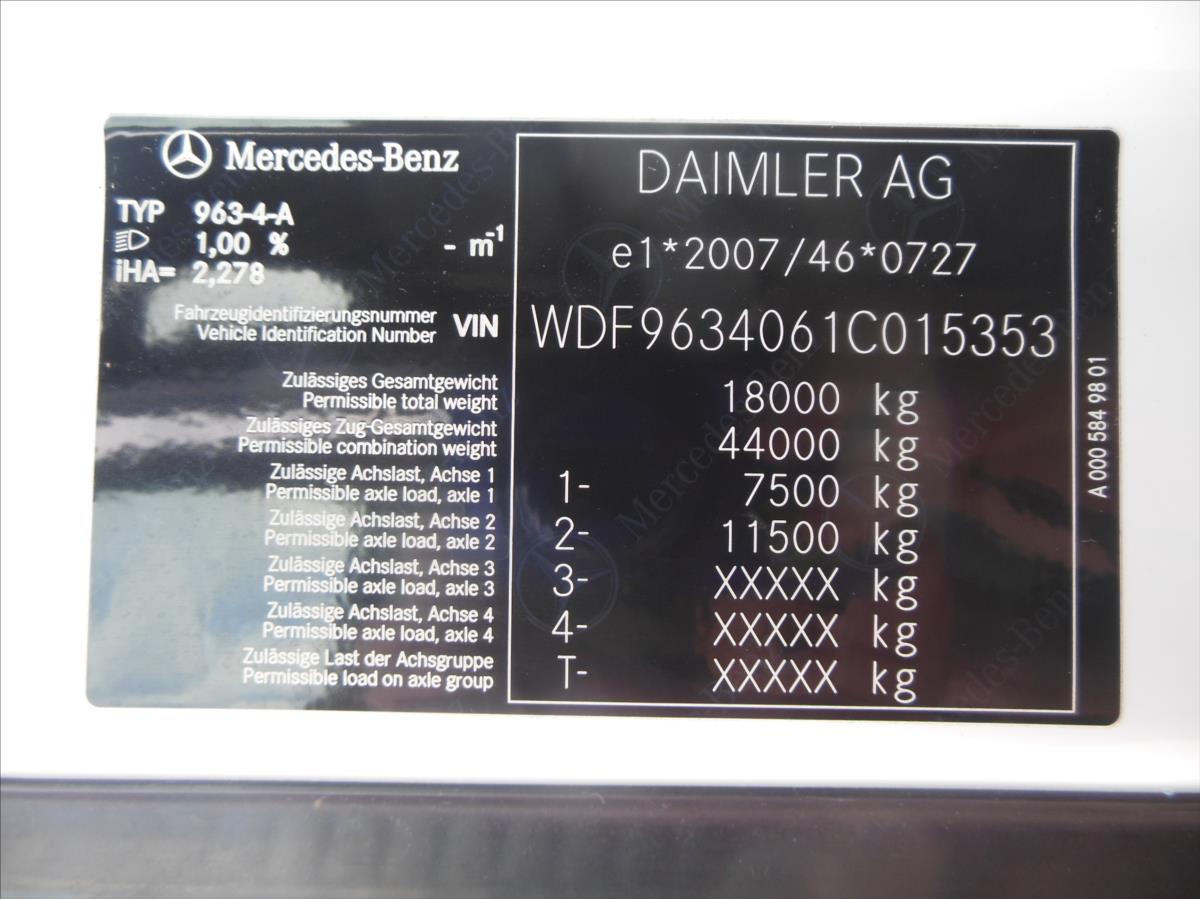 Mercedes-Benz
TYP 963-4-A
1,00 % - m-1
iHA= 2,278
DAIMLER AG
e1*2007/46*0727
Fahrzeugidentifizierungsnummer
Vehicle Identification Number
VIN WDF9634061C015353
Zulässiges Gesamtgewicht
Permissible total weight
18000 kg
Zulässiges Zug-Gesamtgewicht
Permissible combination weight
44000 kg
Zulässige Achslast, Achse 1
Permissible axle load, axle 1
1- 7500 kg
Zulässige Achslast, Achse 2
Permissible axle load, axle 2
2- 11500 kg
Zulässige Achslast, Achse 3
Permissible axle load, axle 3
3- XXXXX kg
Zulässige Achslast, Achse 4
Permissible axle load, axle 4
4- XXXXX kg
Zulässige Last der Achsgruppe
Permissible load on axle group
T- XXXXX kg
A 000 584 98 01